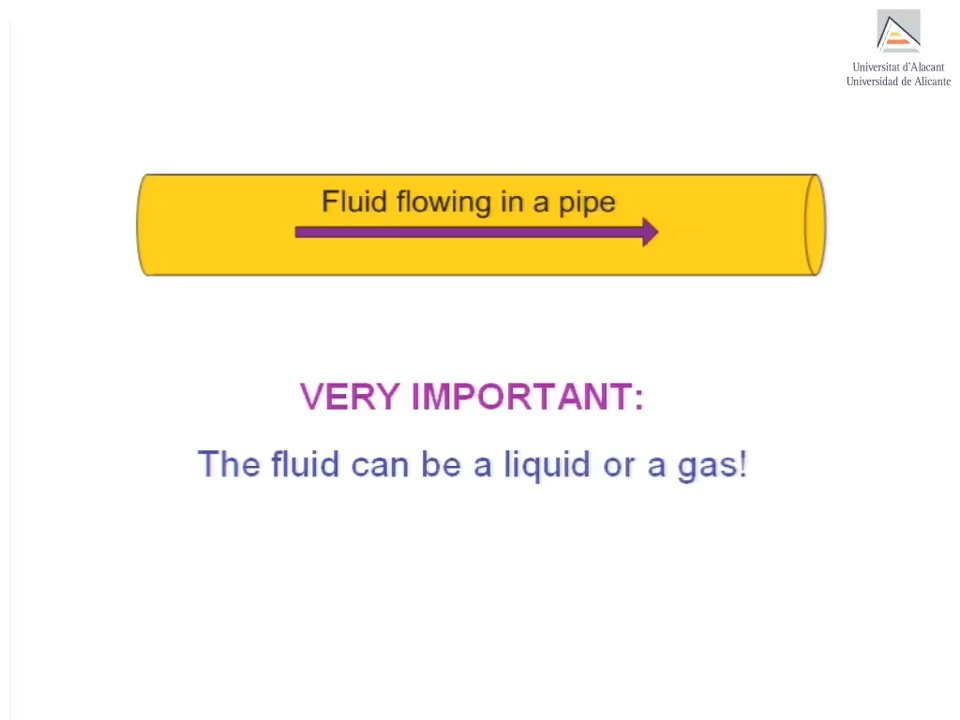 Universitat d'Alacant
Universidad de Alicante
Fluid flowing in a pipe
VERY IMPORTANT:
The fluid can be a liquid or a gas!